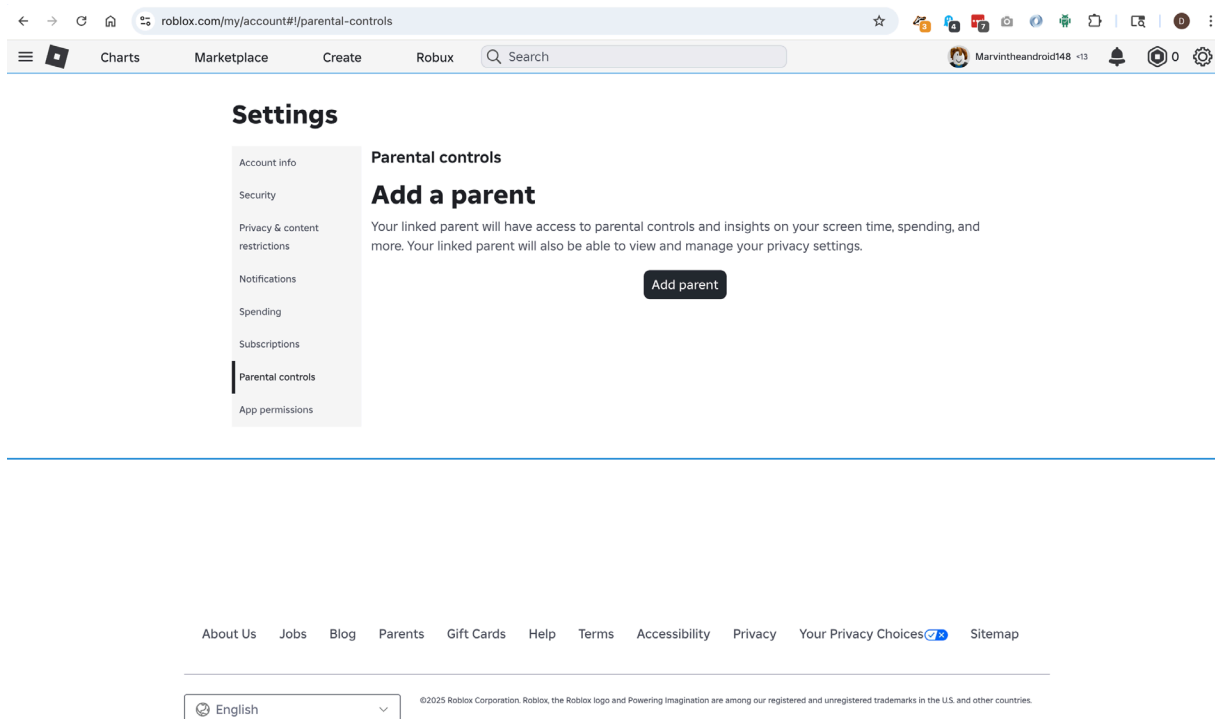 roblox.com/my/account#!/parental-controls
3 4 7 D
Charts Marketplace Create Robux Search Marvintheandroid148 <13 0
Settings
Account info
Security
Privacy & content
restrictions
Notifications
Spending
Subscriptions
Parental controls
App permissions
Parental controls
Add a parent
Your linked parent will have access to parental controls and insights on your screen time, spending, and
more. Your linked parent will also be able to view and manage your privacy settings.
Add parent
About Us Jobs Blog Parents Gift Cards Help Terms Accessibility Privacy Your Privacy Choices Sitemap
English
©2025 Roblox Corporation. Roblox, the Roblox logo and Powering Imagination are among our registered and unregistered trademarks in the U.S. and other countries.